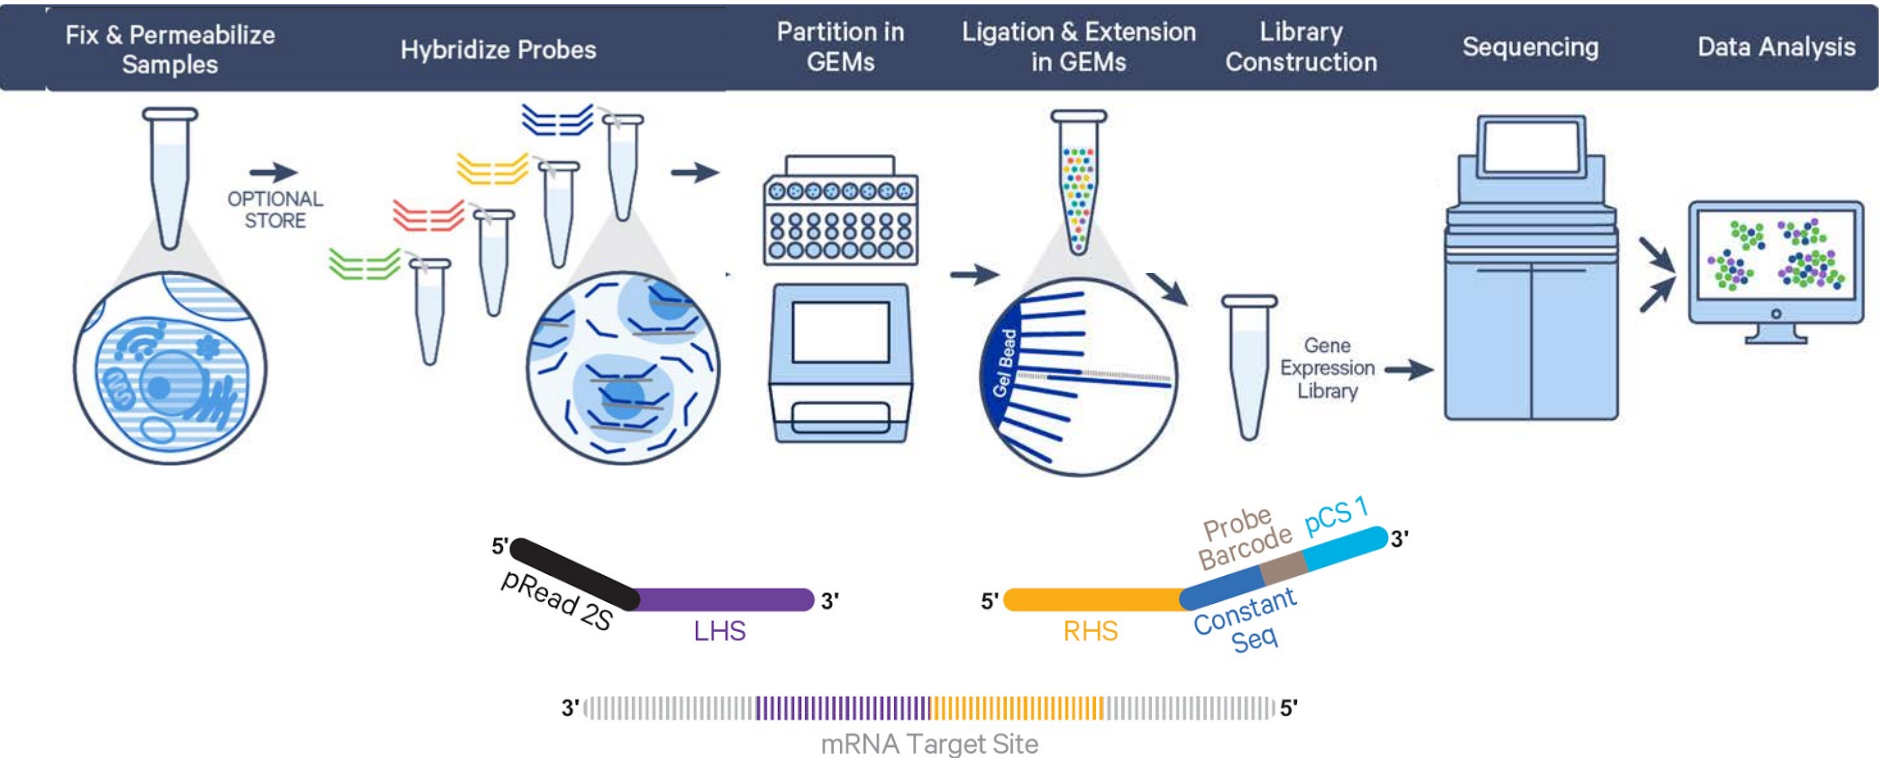 Fix & Permeabilize
Samples
Hybridize Probes
Partition in
GEMs
Ligation & Extension
in GEMs
Library
Construction
Sequencing
Data Analysis
OPTIONAL
STORE
Gel Bead
Gene
Expression
Library
5'
pRead 2S
LHS
3'
5'
RHS
Constant
Seq
Probe
Barcode
pCS 1
3'
3'
5'
mRNA Target Site